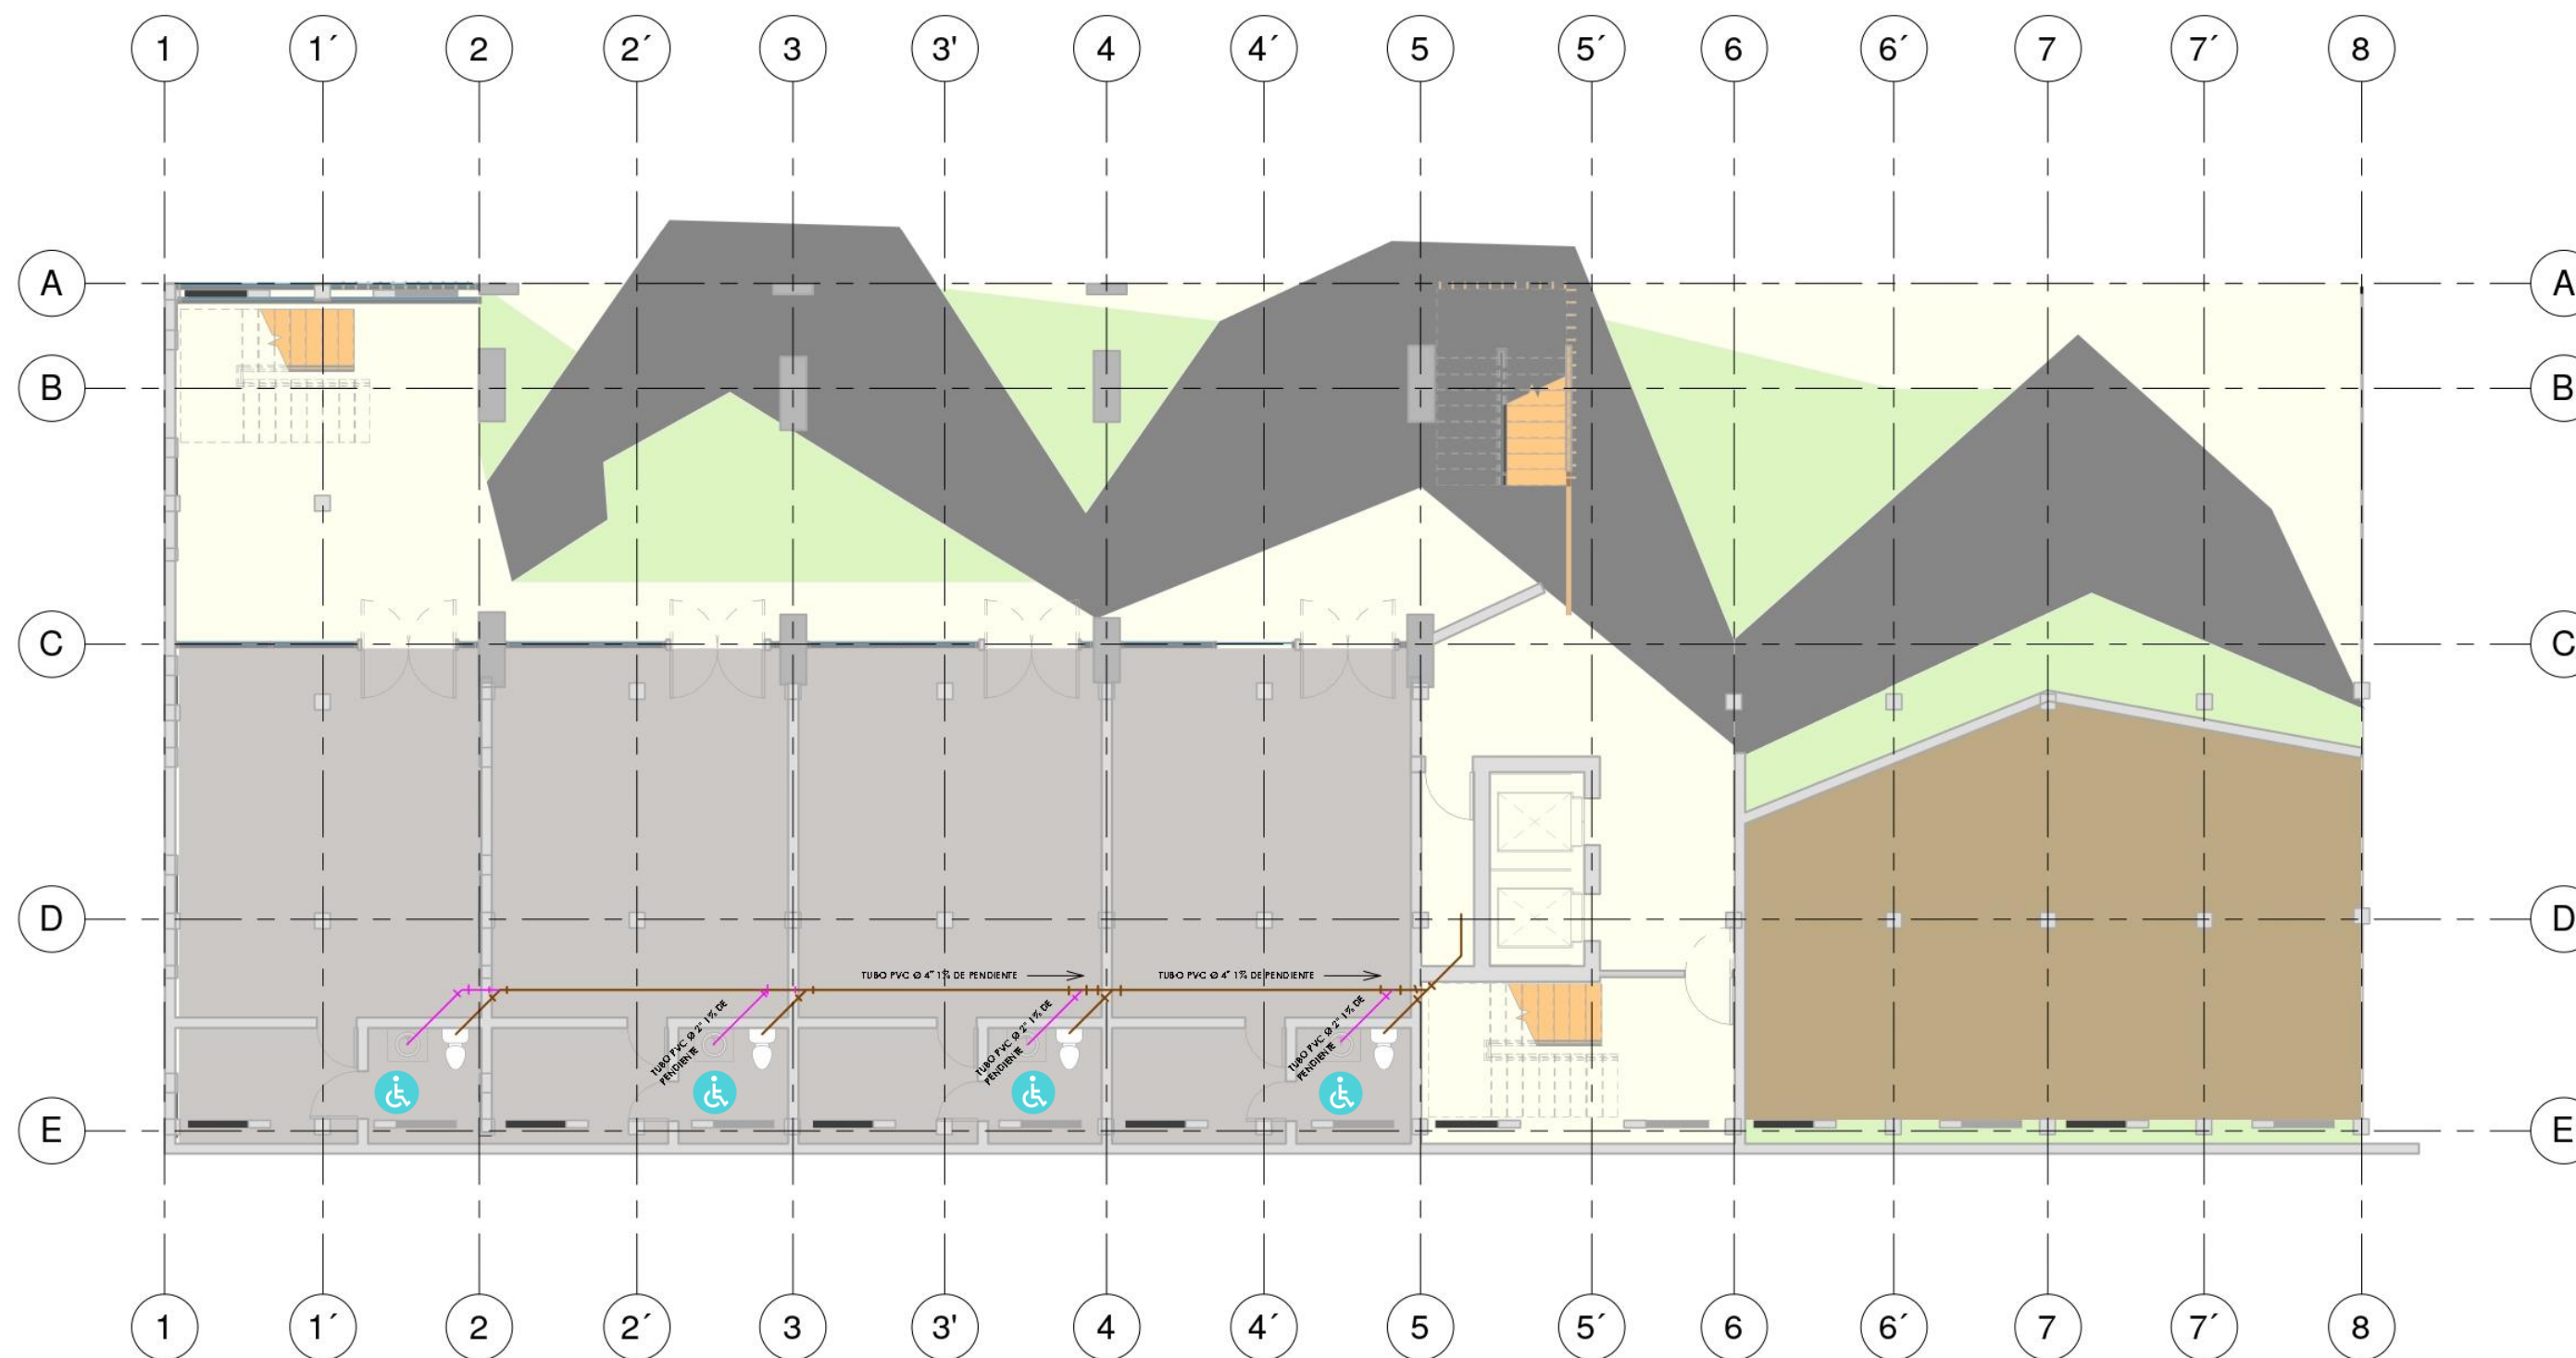 1 1´ 2 2´ 3 3' 4 4´ 5 5´ 6 6´ 7 7´ 8
A A
B B
C C
D D
TUBO PVC Ø 4" 1% DE PENDIENTE TUBO PVC Ø 4" 1% DE PENDIENTE
TUBO PVC Ø 2" 1% DE
PENDIENTE
TUBO PVC Ø 2" 1% DE
PENDIENTE
TUBO PVC Ø 2" 1% DE
PENDIENTE
E E
1 1´ 2 2´ 3 3' 4 4´ 5 5´ 6 6´ 7 7´ 8